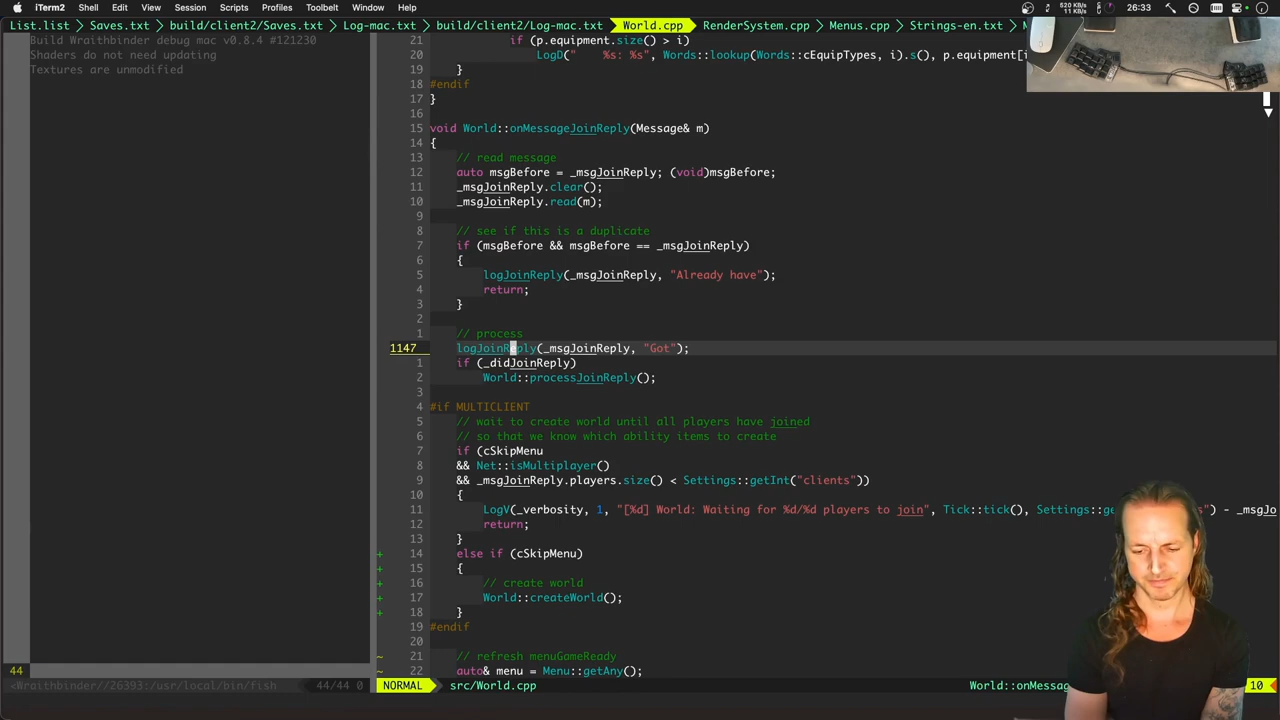 iTerm2 Shell Edit View Session Scripts Profiles Toolbelt Window Help 520 KB 11 KB 26:33
List.list > Saves.txt > build/client2/Saves.txt > Log-mac.txt > build/client2/Log-mac.txt World.cpp RenderSystem.cpp > Menus.cpp > Strings-en.txt >
Build Wraithbinder debug mac v0.8.4 #121230
Shaders do not need updating
Textures are unmodified
44
<Wraithbinder//26393:/usr/local/bin/fish 44/44 0
21 if (p.equipment.size() > i)
20 LogD("    %s: %s", Words::lookup(Words::cEquipTypes, i).s(), p.equipment[i
19 }
18 #endif
17 }
16
15 void World::onMessageJoinReply(Message& m)
14 {
13 // read message
12 auto msgBefore = _msgJoinReply; (void)msgBefore;
11 _msgJoinReply.clear();
10 _msgJoinReply.read(m);
9
8 // see if this is a duplicate
7 if (msgBefore && msgBefore == _msgJoinReply)
6 {
5 logJoinReply(_msgJoinReply, "Already have");
4 return;
3 }
2
1 // process
1147 logJoinReply(_msgJoinReply, "Got");
1 if (_didJoinReply)
2 World::processJoinReply();
3
4 #if MULTICLIENT
5 // wait to create world until all players have joined
6 // so that we know which ability items to create
7 if (cSkipMenu
8 && Net::isMultiplayer()
9 && _msgJoinReply.players.size() < Settings::getInt("clients"))
10 {
11 LogV(_verbosity, 1, "[%d] World: Waiting for %d/%d players to join", Tick::tick(), Settings::ge s") - _msgJo
12 return;
13 }
+ 14 else if (cSkipMenu)
+ 15 {
+ 16 // create world
+ 17 World::createWorld();
+ 18 }
19 #endif
20
~ 21 // refresh menuGameReady
~ 22 auto& menu = Menu::getAny();
NORMAL src/World.cpp World::onMessag 10